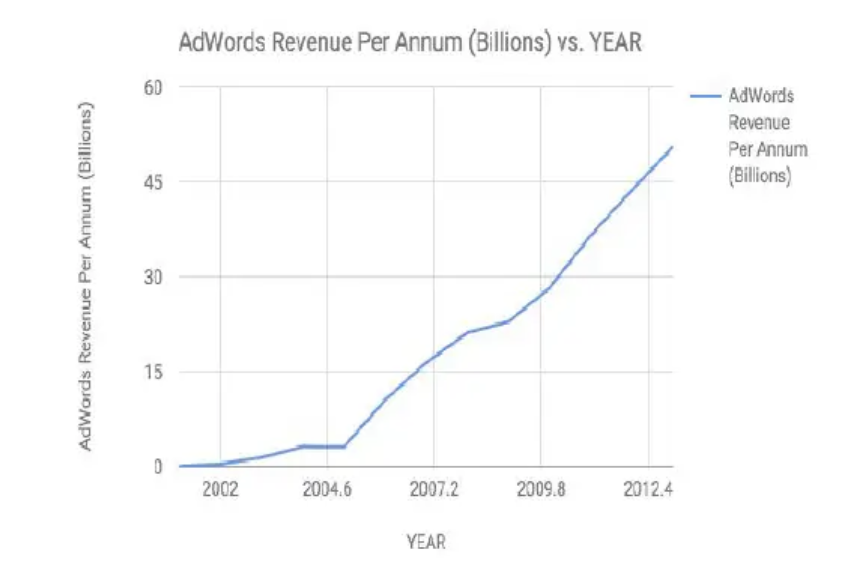 AdWords Revenue Per Annum (Billions) vs. YEAR
60
45
30
15
0
AdWords Revenue Per Annum (Billions)
2002 2004.6 2007.2 2009.8 2012.4
YEAR
AdWords
Revenue
Per Annum
(Billions)